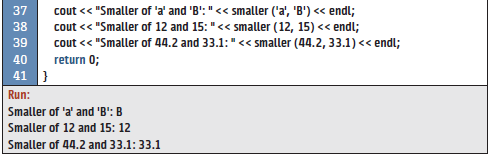 37 cout << "Smaller of 'a' and 'B': " << smaller ('a', 'B') << endl;
38 cout << "Smaller of 12 and 15: " << smaller (12, 15) << endl;
39 cout << "Smaller of 44.2 and 33.1: " << smaller (44.2, 33.1) << endl;
40 return 0;
41 }
Run:
Smaller of 'a' and 'B': B
Smaller of 12 and 15: 12
Smaller of 44.2 and 33.1: 33.1